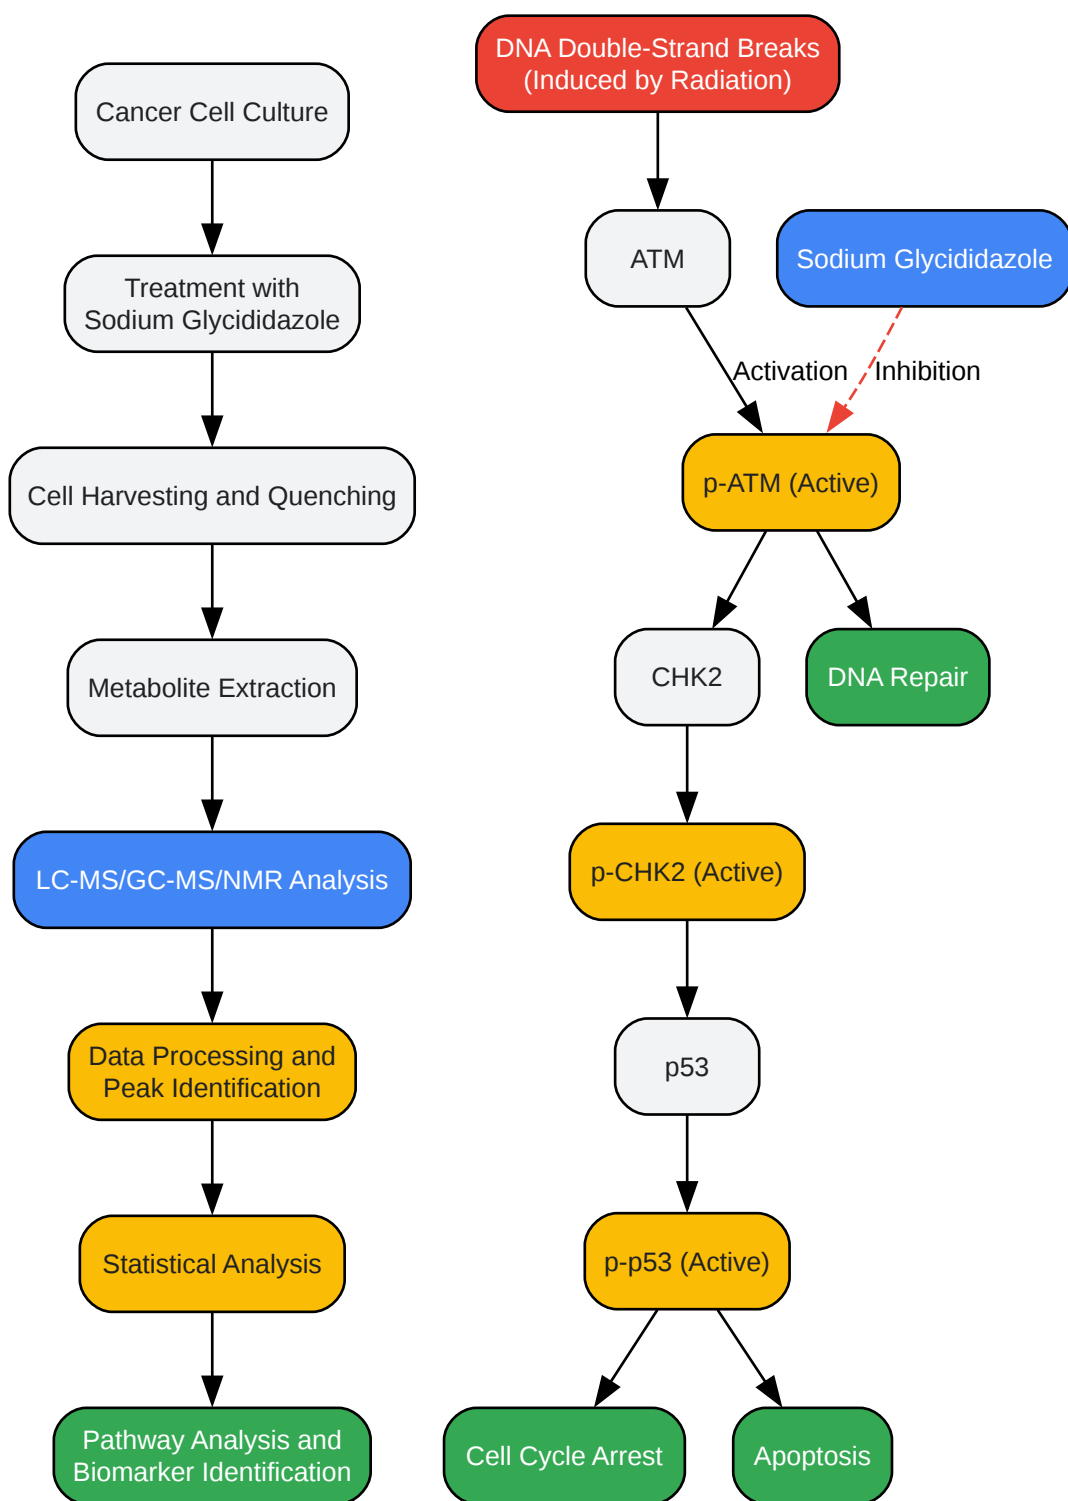 Cancer Cell Culture
Treatment with
Sodium Glycididazole
Cell Harvesting and Quenching
Metabolite Extraction
LC-MS/GC-MS/NMR Analysis
Data Processing and
Peak Identification
Statistical Analysis
Pathway Analysis and
Biomarker Identification
DNA Double-Strand Breaks
(Induced by Radiation)
ATM
Sodium Glycididazole
Activation
Inhibition
p-ATM (Active)
CHK2
DNA Repair
p-CHK2 (Active)
p53
p-p53 (Active)
Cell Cycle Arrest
Apoptosis